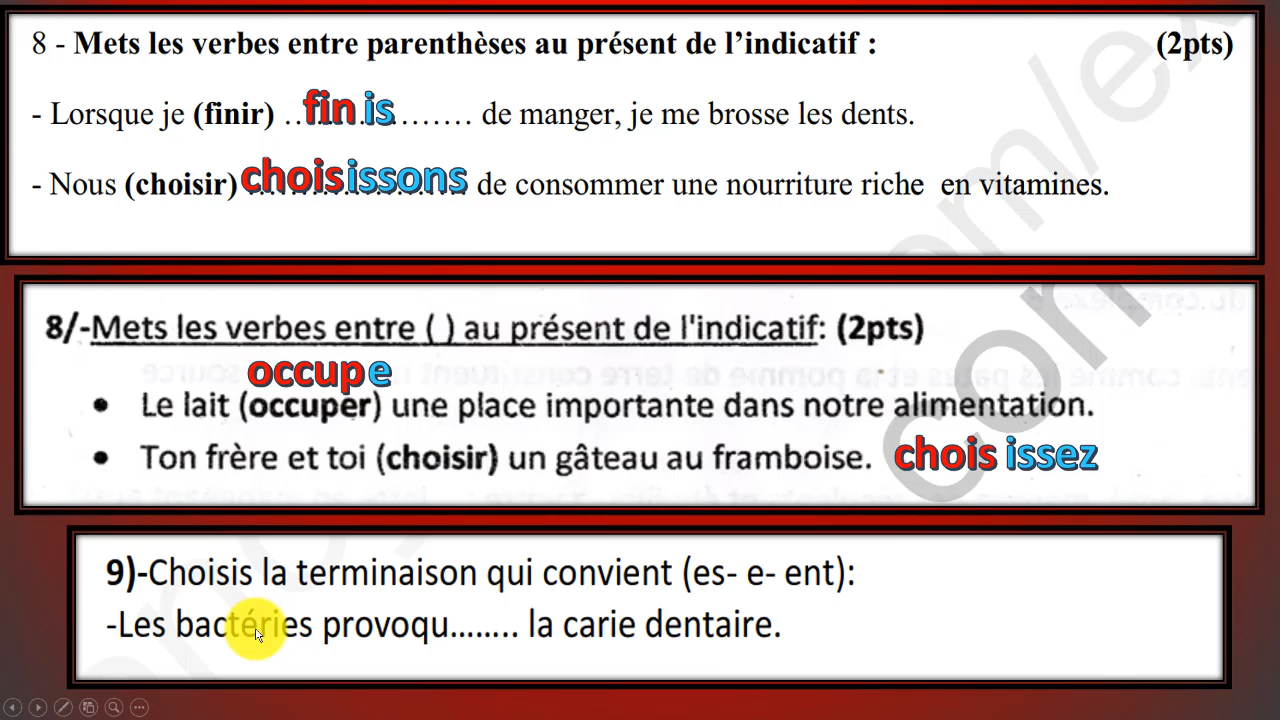 8 - Mets les verbes entre parenthèses au présent de l'indicatif : (2pts)
- Lorsque je (finir) finis de manger, je me brosse les dents.
- Nous (choisir) choisissons de consommer une nourriture riche en vitamines.
8/-Mets les verbes entre ( ) au présent de l'indicatif: (2pts)
occupe
• Le lait (occuper) une place importante dans notre alimentation.
• Ton frère et toi (choisir) un gâteau au framboise. choisissez
9)-Choisis la terminaison qui convient (es- e- ent):
-Les bactéries provoqu........ la carie dentaire.